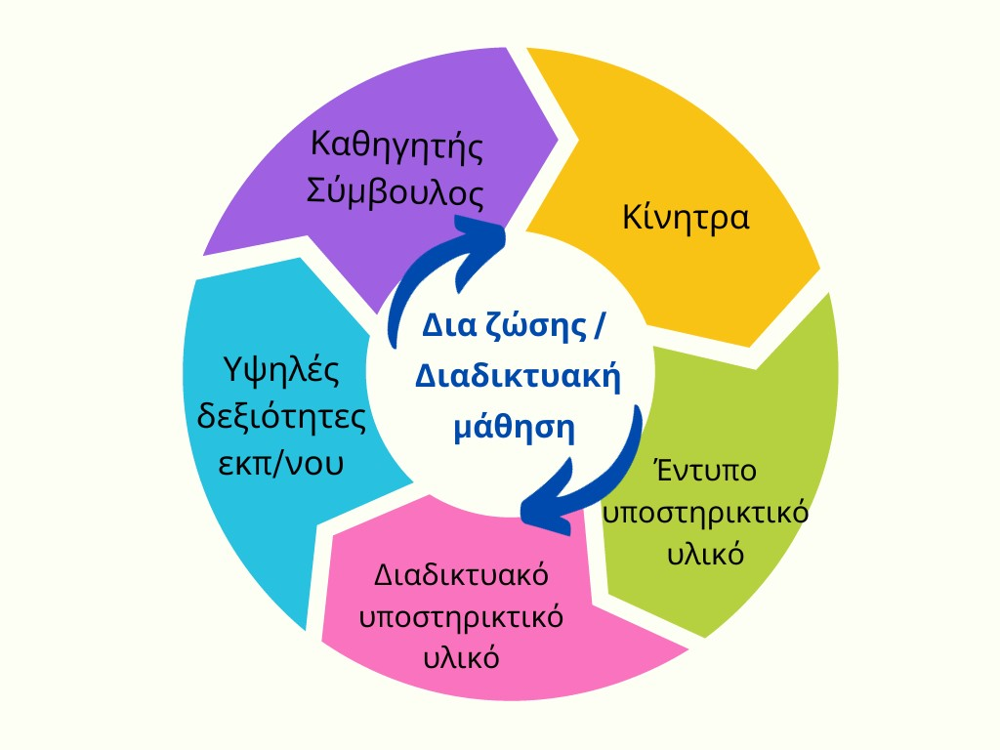 Καθηγητής
Σύμβουλος
Κίνητρα
Δια ζώσης /
Διαδικτυακή
μάθηση
Υψηλές
δεξιότητες
εκπ/νου
Έντυπο
υποστηρικτικό
υλικό
Διαδικτυακό
υποστηρικτικό
υλικό